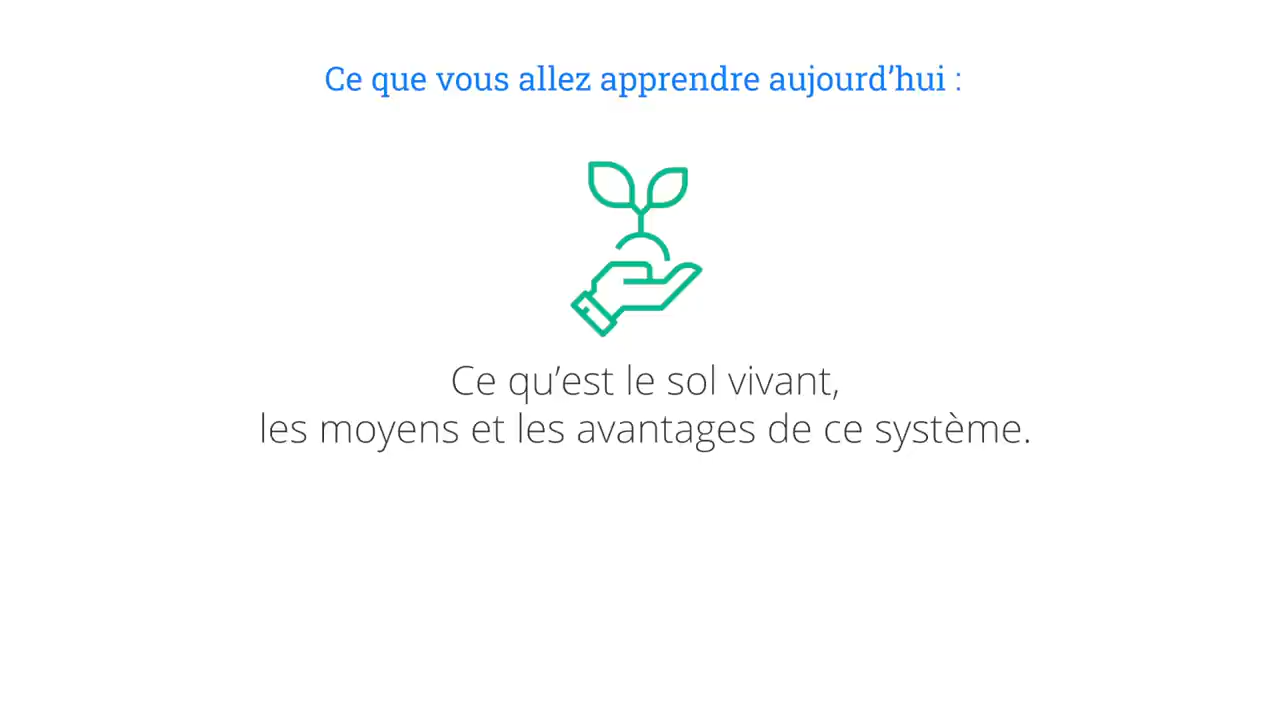 Ce que vous allez apprendre aujourd’hui :
Ce qu’est le sol vivant,
les moyens et les avantages de ce système.